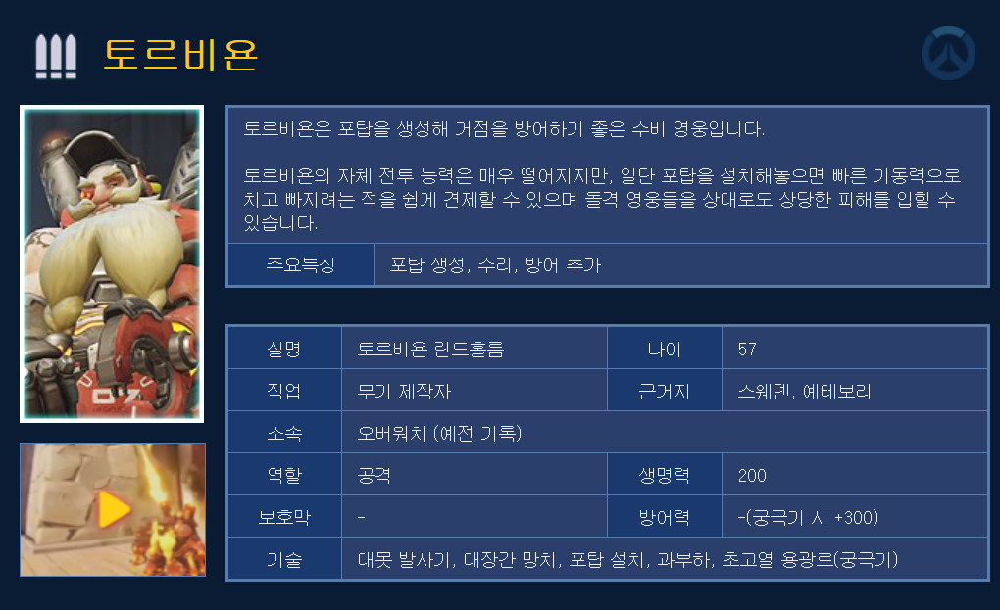 토르비욘
토르비욘은 포탑을 생성해 거점을 방어하기 좋은 수비 영웅입니다.
토르비욘의 자체 전투 능력은 매우 떨어지지만, 일단 포탑을 설치해놓으면 빠른 기동력으로
치고 빠지려는 적을 쉽게 견제할 수 있으며 돌격 영웅들을 상대로도 상당한 피해를 입힐 수
있습니다.
주요특징 포탑 생성, 수리, 방어 추가
실명 토르비욘 린드홀름 나이 57
직업 무기 제작자 근거지 스웨덴, 예테보리
소속 오버워치 (예전 기록)
역할 공격 생명력 200
보호막 - 방어력 -(궁극기 시 +300)
기술 대못 발사기, 대장간 망치, 포탑 설치, 과부하, 초고열 용광로(궁극기)